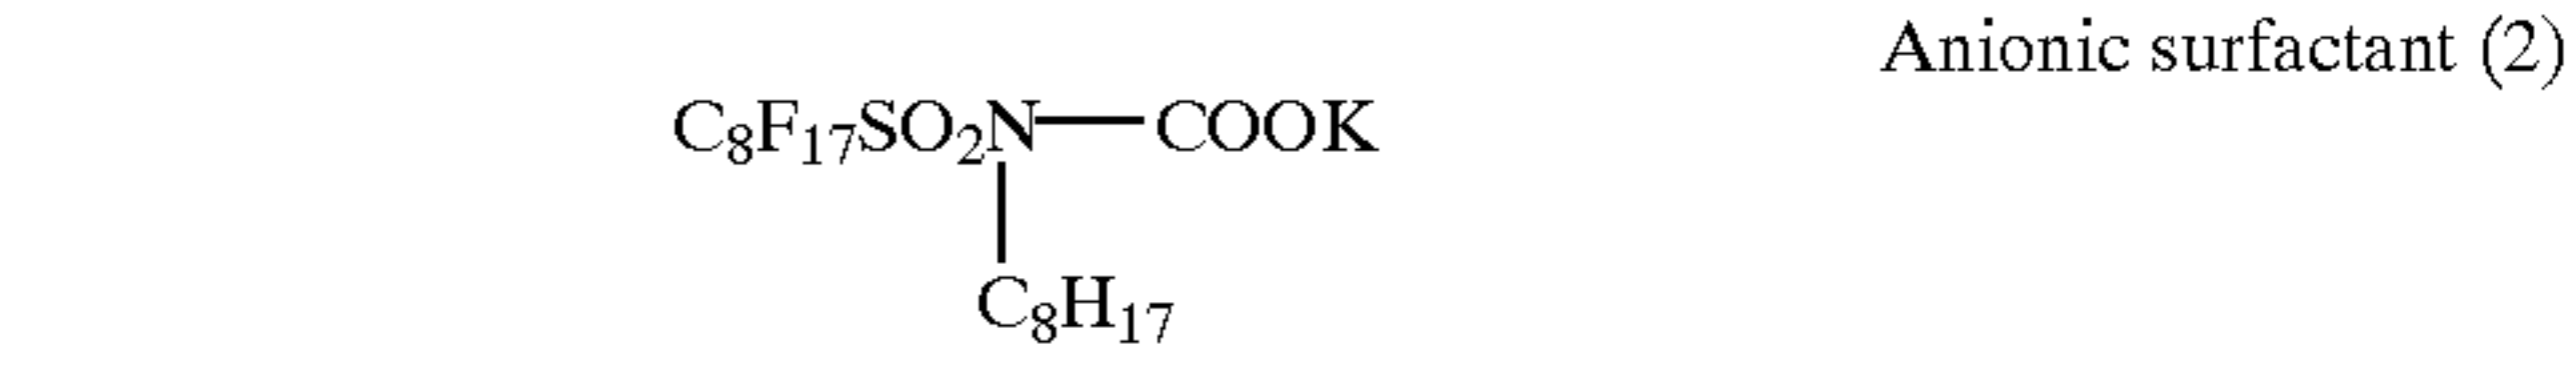 Anionic surfactant (2)
C₈F₁₇SO₂N—COOK
C₈H₁₇